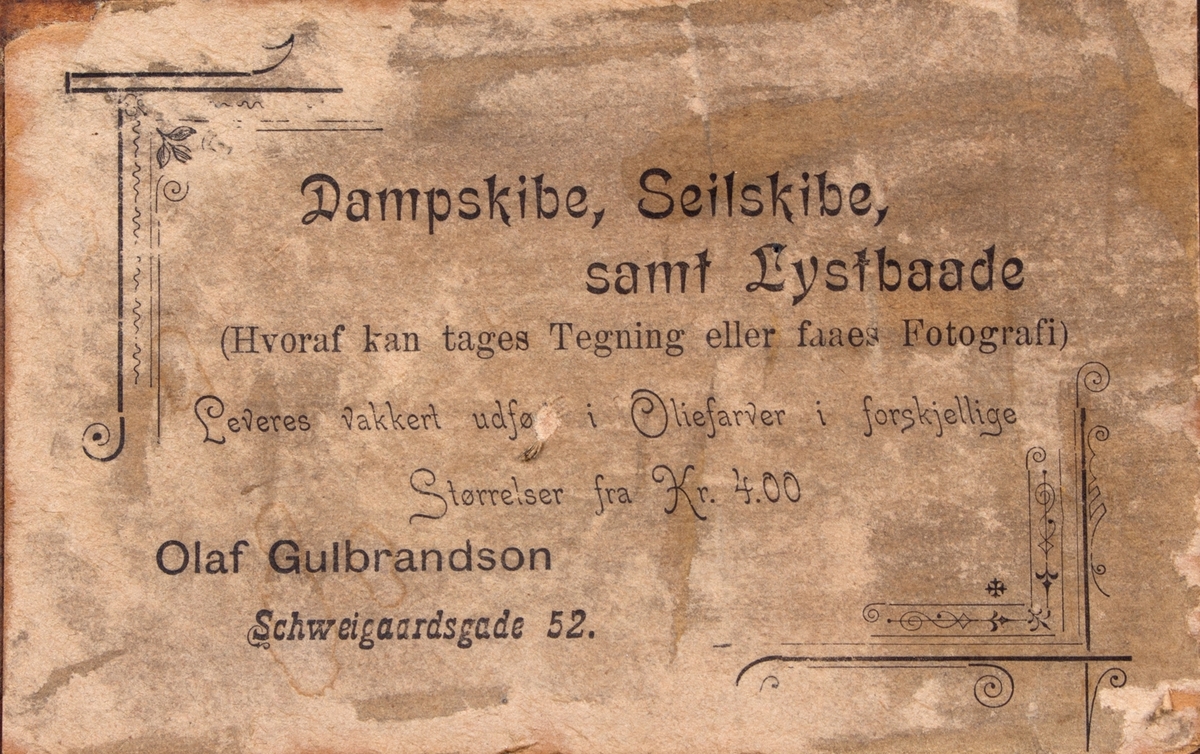 Dampskibe, Seilskibe,
samt Lystbaade
(Hvoraf kan tages Tegning eller faaes Fotografi)
Leveres vakkert i Oliefarver i forskjellige
Størrelser fra Kr. 4.00
Olaf Gulbrandson
Schweigaardsgade 52.